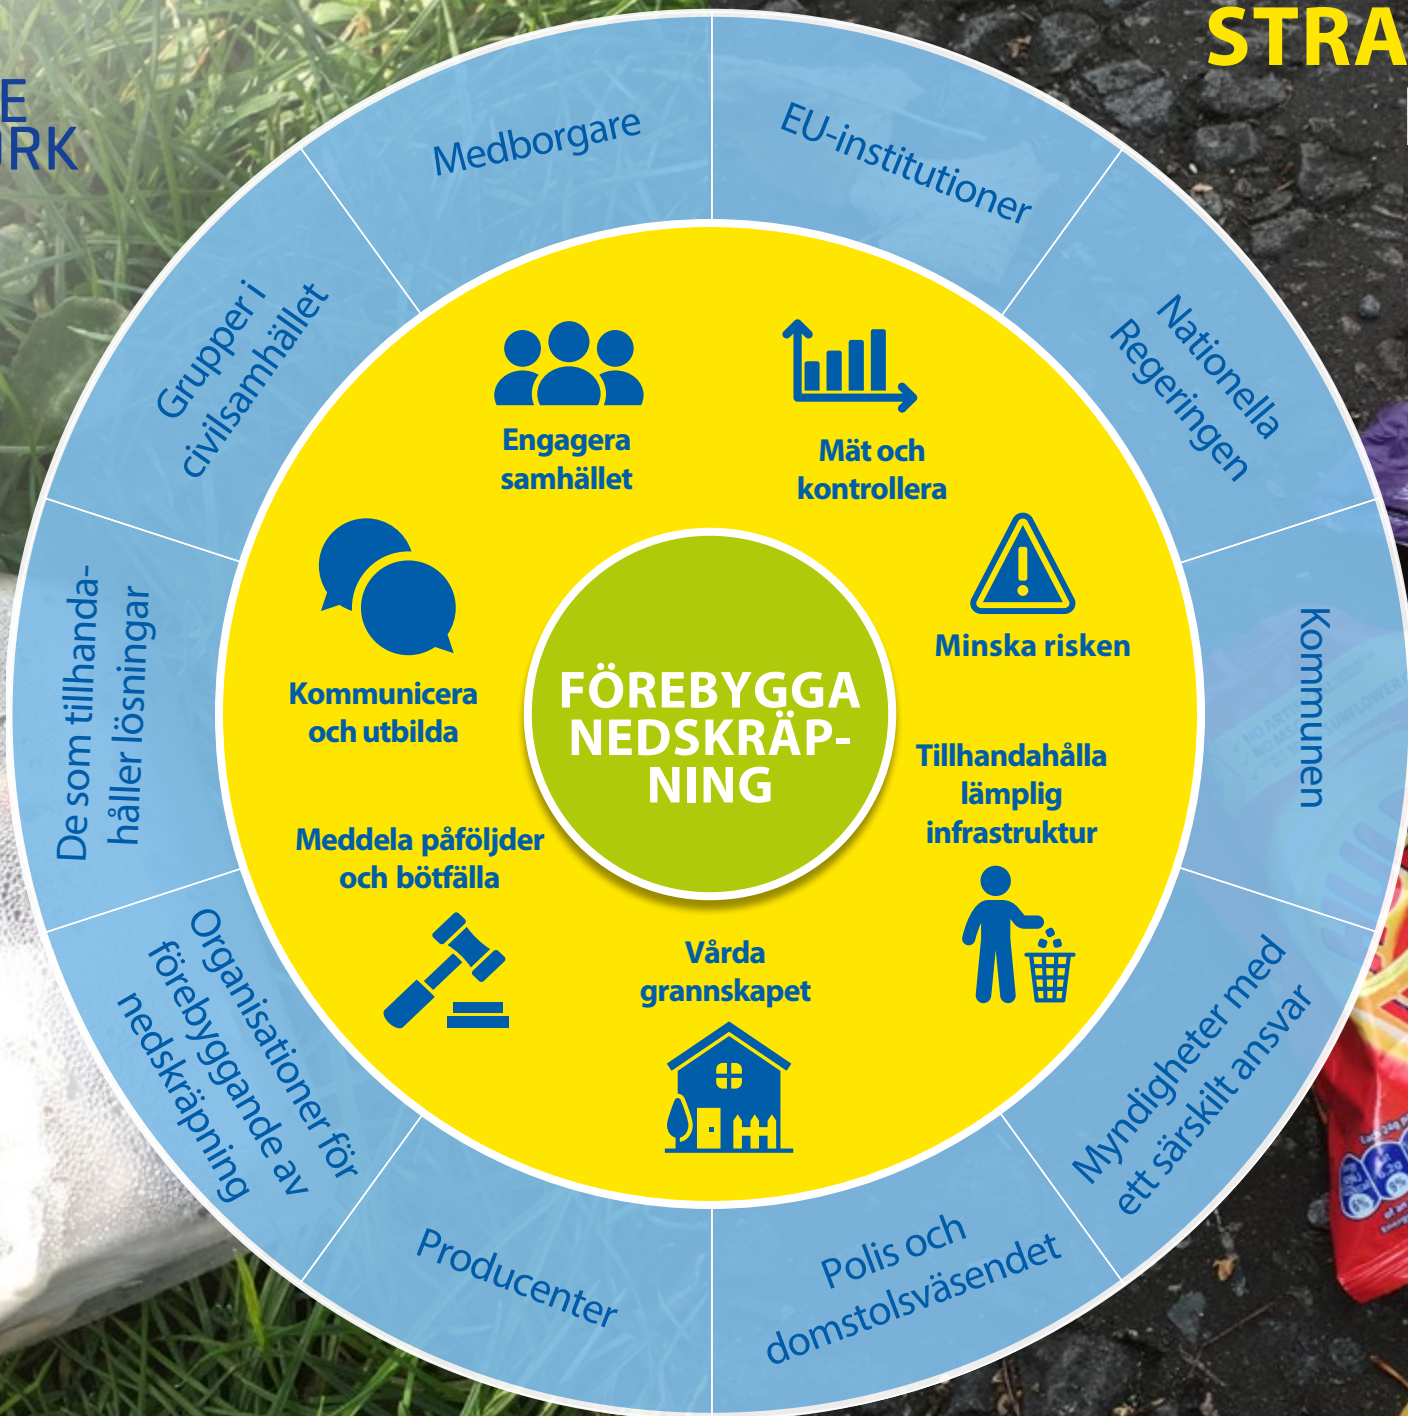 STRA
E
RK
Medborgare
EU-institutioner
Nationella
Regeringen
Kommunen
Myndigheter med
ett särskilt ansvar
Polis och
domstolsväsendet
Producenter
Organisationer för
förebyggande av
nedskräpning
De som tillhanda-
håller lösningar
Grupper i
civilsamhället
Engagera
samhället
Mät och
kontrollera
Minska risken
Tillhandahålla
lämplig
infrastruktur
Vårda
grannskapet
Meddela påföljder
och bötfälla
Kommunicera
och utbilda
FÖREBYGGA
NEDSKRÄP-
NING